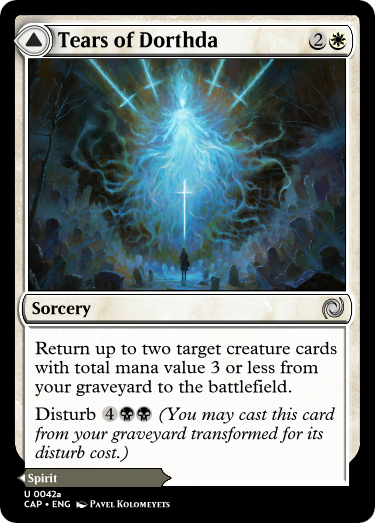 Tears of Dorthda 2
Sorcery
Return up to two target creature cards
with total mana value 3 or less from
your graveyard to the battlefield.
Disturb 4 (You may cast this card
from your graveyard transformed for its
disturb cost.)
Spirit
U 0042a
CAP • ENG Pavel Kolomeyets